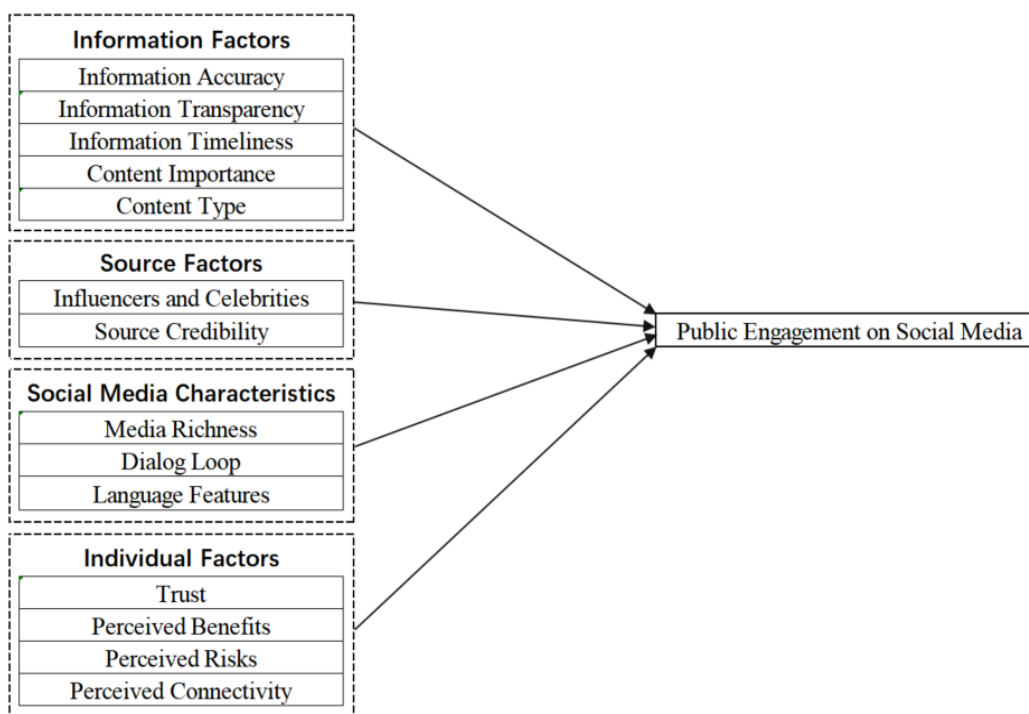 Information Factors
Information Accuracy
Information Transparency
Information Timeliness
Content Importance
Content Type
Source Factors
Influencers and Celebrities
Source Credibility
Social Media Characteristics
Media Richness
Dialog Loop
Language Features
Individual Factors
Trust
Perceived Benefits
Perceived Risks
Perceived Connectivity
Public Engagement on Social Media